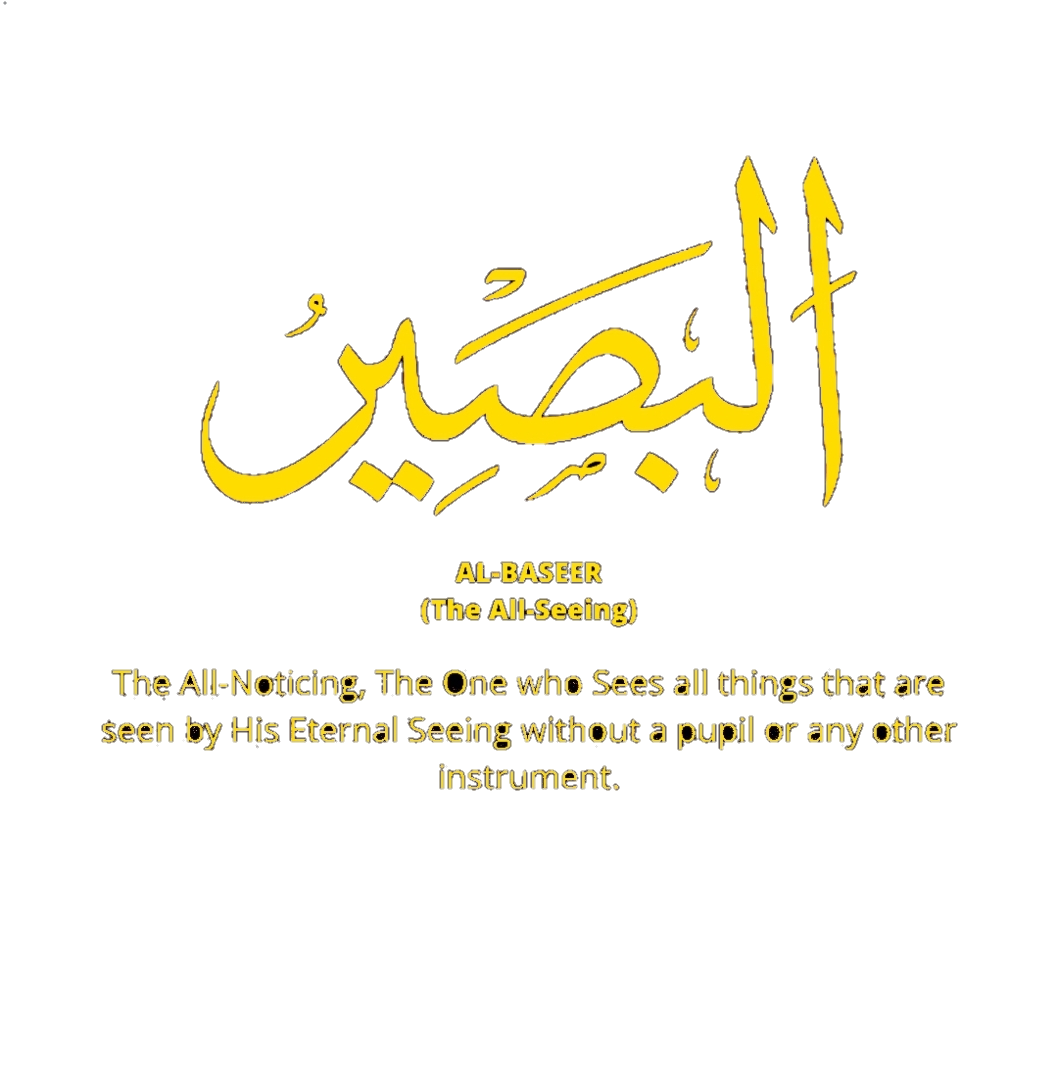 البَصِيرُ
AL-BASEER
(The All-Seeing)
The All-Noticing, The One who Sees all things that are
seen by His Eternal Seeing without a pupil or any other
instrument.